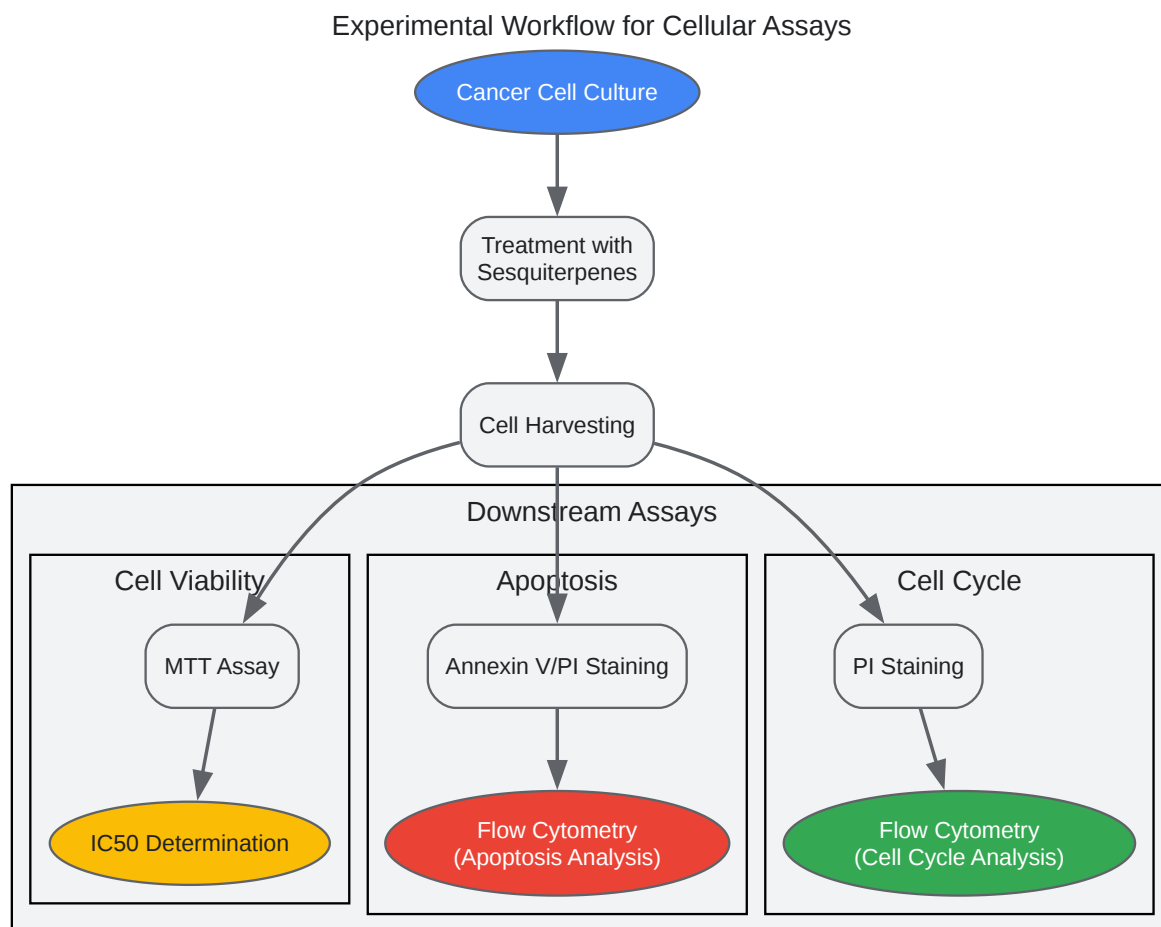 Experimental Workflow for Cellular Assays
Cancer Cell Culture
Treatment with
Sesquiterpenes
Cell Harvesting
Downstream Assays
Cell Viability
Apoptosis
Cell Cycle
MTT Assay
Annexin V/PI Staining
PI Staining
IC50 Determination
Flow Cytometry
(Apoptosis Analysis)
Flow Cytometry
(Cell Cycle Analysis)